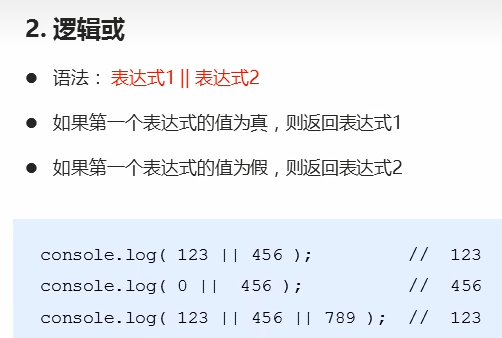 2. 逻辑或
● 语法： 表达式1 || 表达式2
● 如果第一个表达式的值为真，则返回表达式1
● 如果第一个表达式的值为假，则返回表达式2
console.log( 123 || 456 ); // 123
console.log( 0 || 456 ); // 456
console.log( 123 || 456 || 789 ); // 123